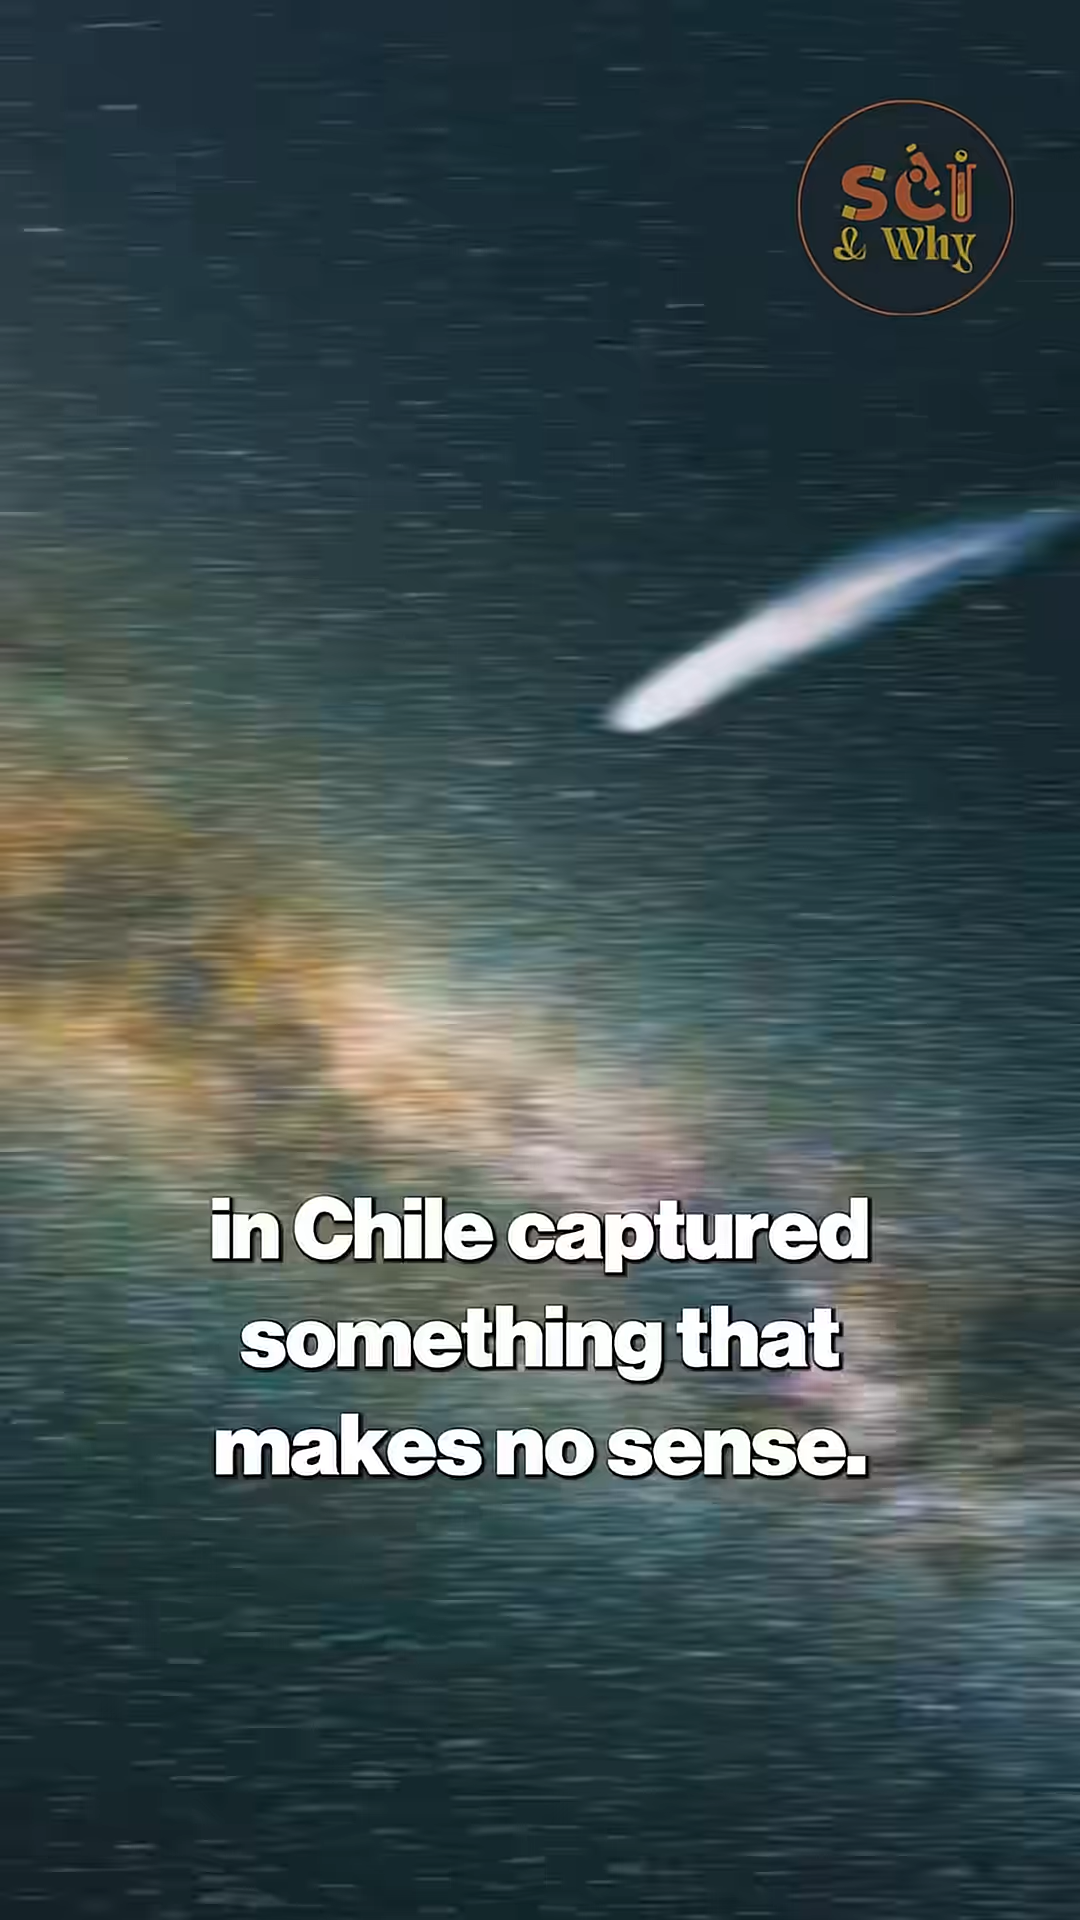 sci
& Why
in Chile captured
something that
makes no sense.